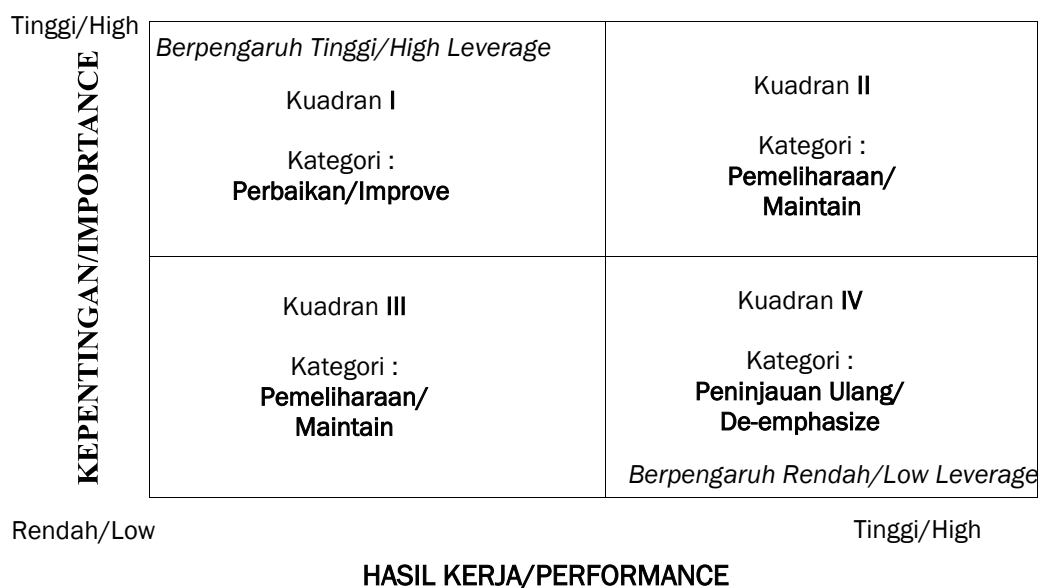 Tinggi/High
KEPENTINGAN/IMPORTANCE
Berpengaruh Tinggi/High Leverage
Kuadran I
Kategori :
Perbaikan/Improve
Kuadran II
Kategori :
Pemeliharaan/
Maintain
Kuadran III
Kategori :
Pemeliharaan/
Maintain
Kuadran IV
Kategori :
Peninjauan Ulang/
De-emphasize
Berpengaruh Rendah/Low Leverage
Rendah/Low
Tinggi/High
HASIL KERJA/PERFORMANCE